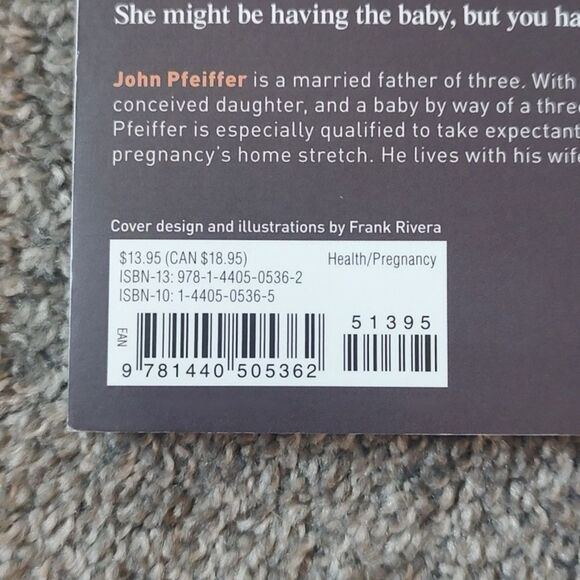 She might be having the baby, but you ha
John Pfeiffer is a married father of three. With
conceived daughter, and a baby by way of a thre
Pfeiffer is especially qualified to take expectant
pregnancy's home stretch. He lives with his wife
Cover design and illustrations by Frank Rivera
$13.95 (CAN $18.95) Health/Pregnancy
ISBN-13: 978-1-4405-0536-2
ISBN-10: 1-4405-0536-5
51395
EAN
9 781440 505362